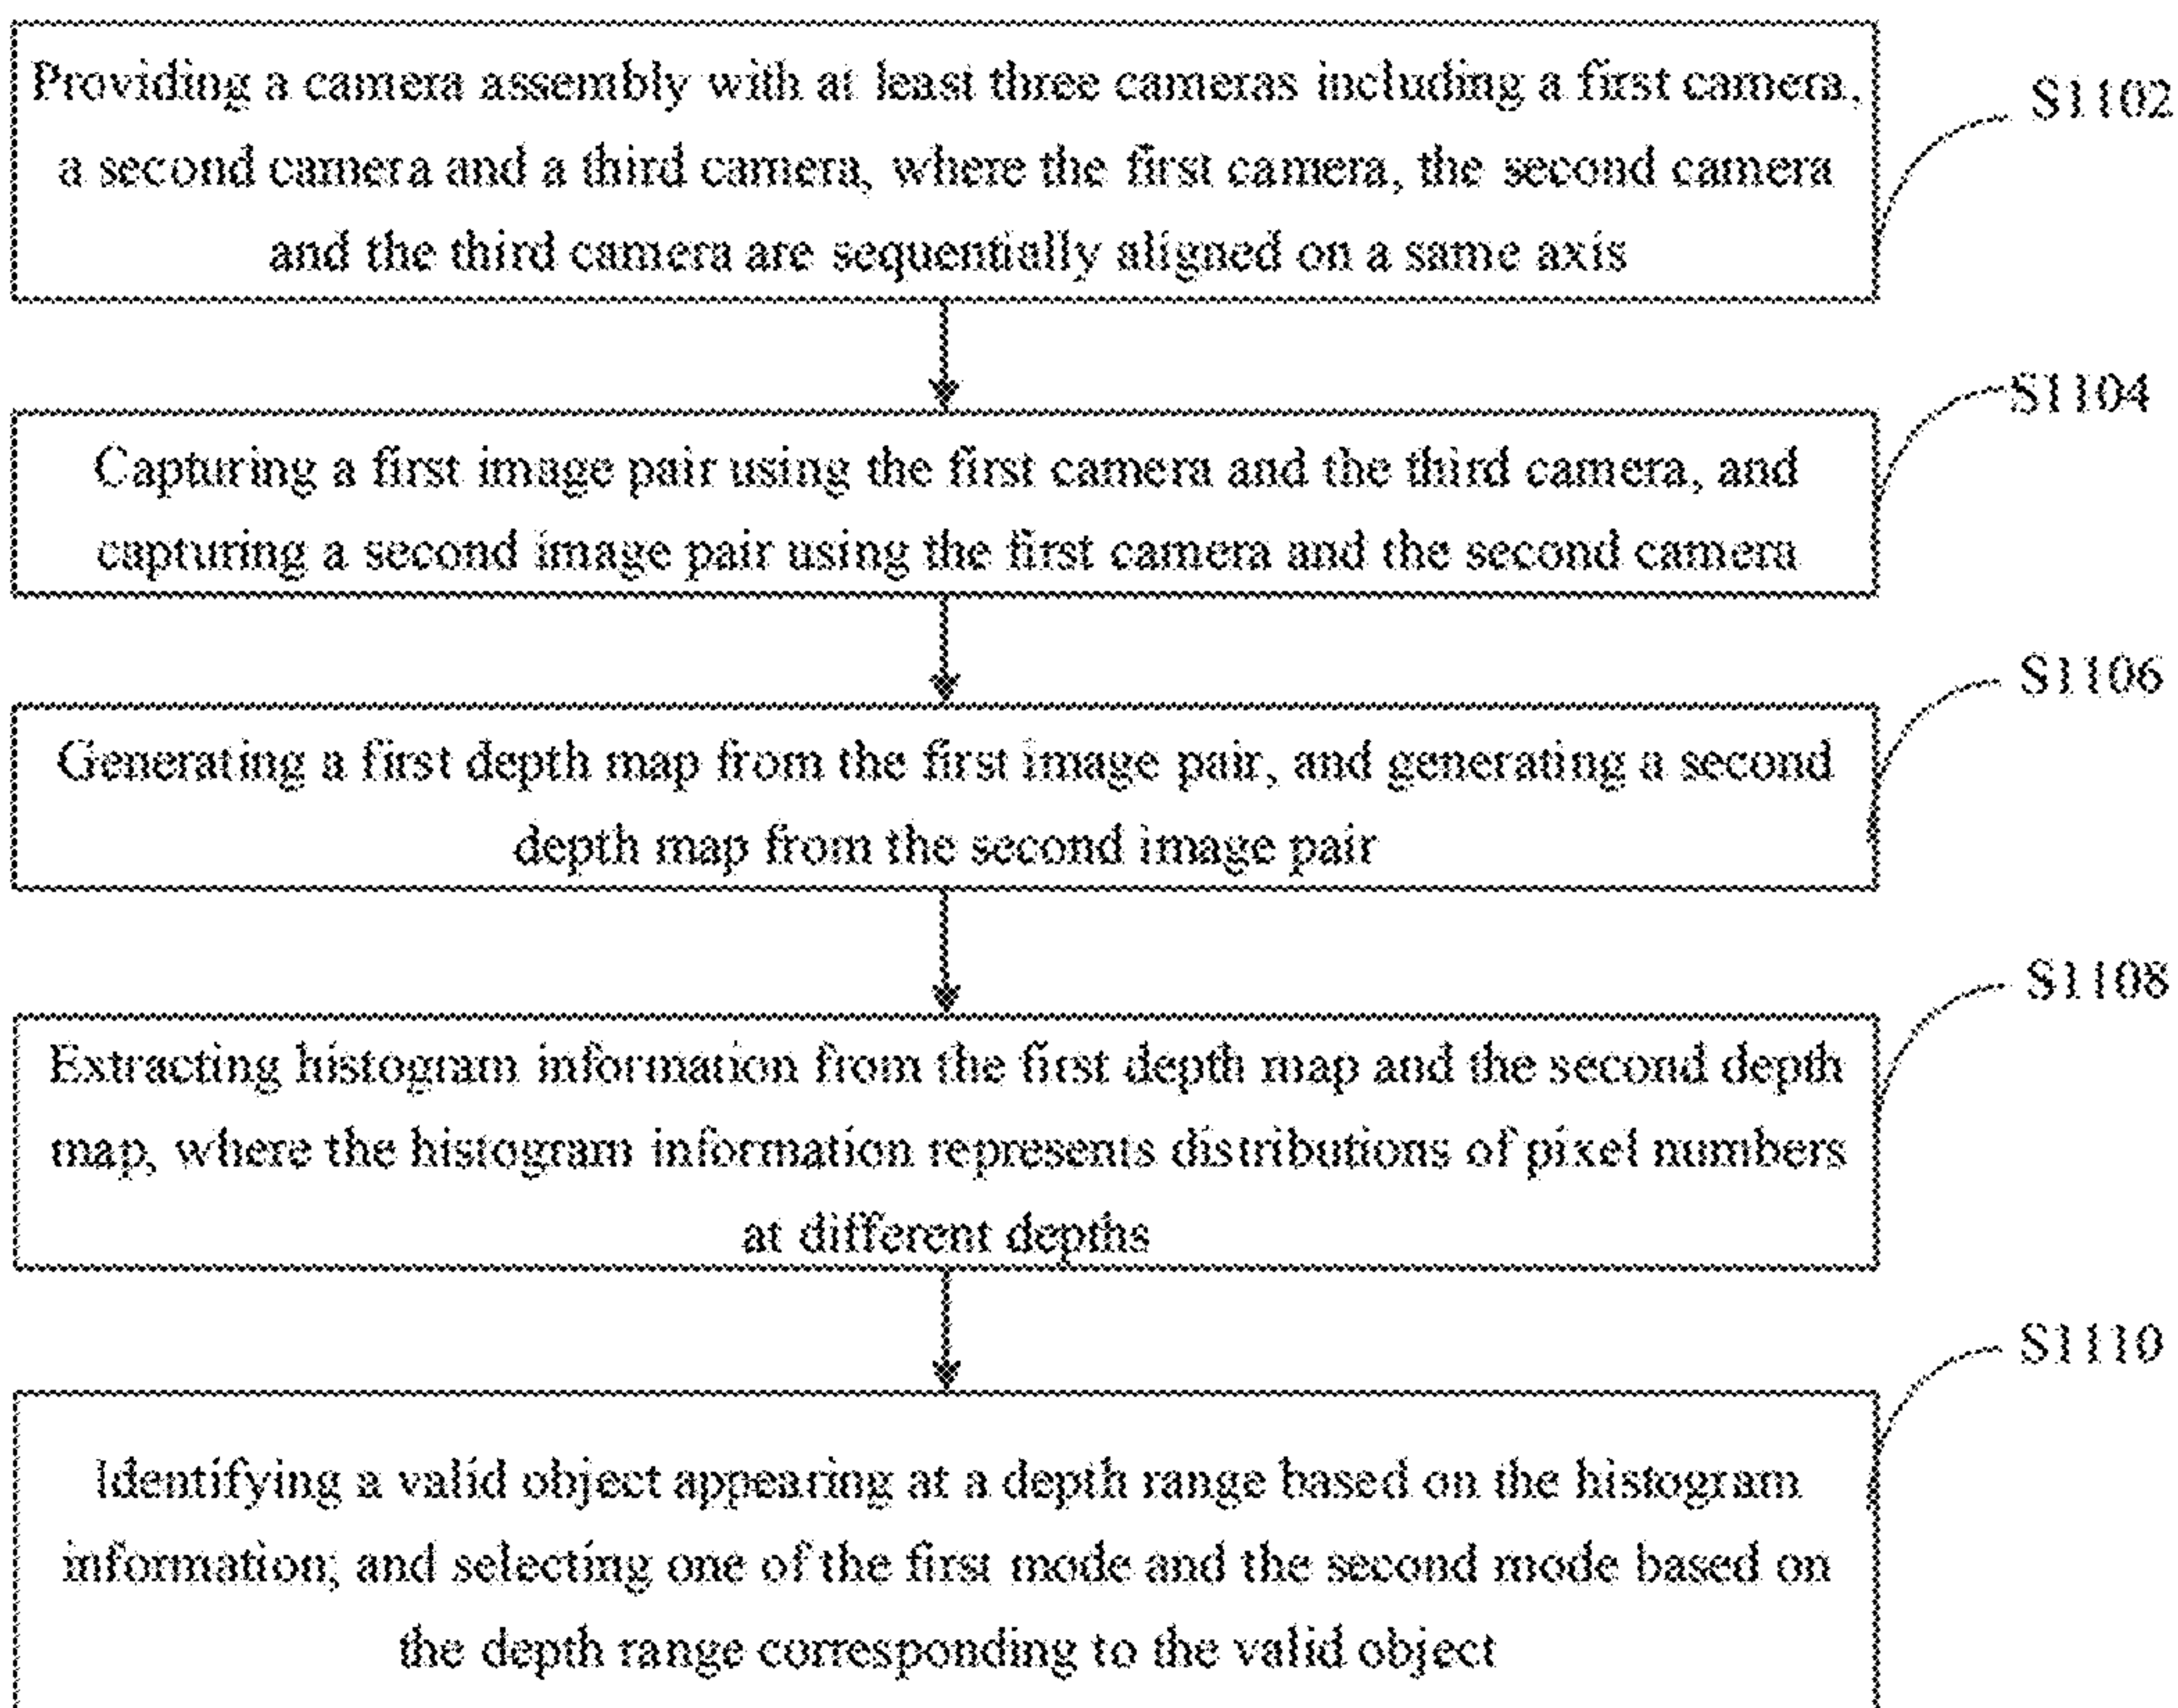 Providing a camera assembly with at least three cameras including a first camera,
a second camera and a third camera, where the first camera, the second camera
and the third camera are sequentially aligned on a same axis
S1102
Capturing a first image pair using the first camera and the third camera, and
capturing a second image pair using the first camera and the second camera
S1104
Generating a first depth map from the first image pair, and generating a second
depth map from the second image pair
S1106
Extracting histogram information from the first depth map and the second depth
map, where the histogram information represents distributions of pixel numbers
at different depths
S1108
Identifying a valid object appearing at a depth range based on the histogram
information; and selecting one of the first mode and the second mode based on
the depth range corresponding to the valid object
S1110